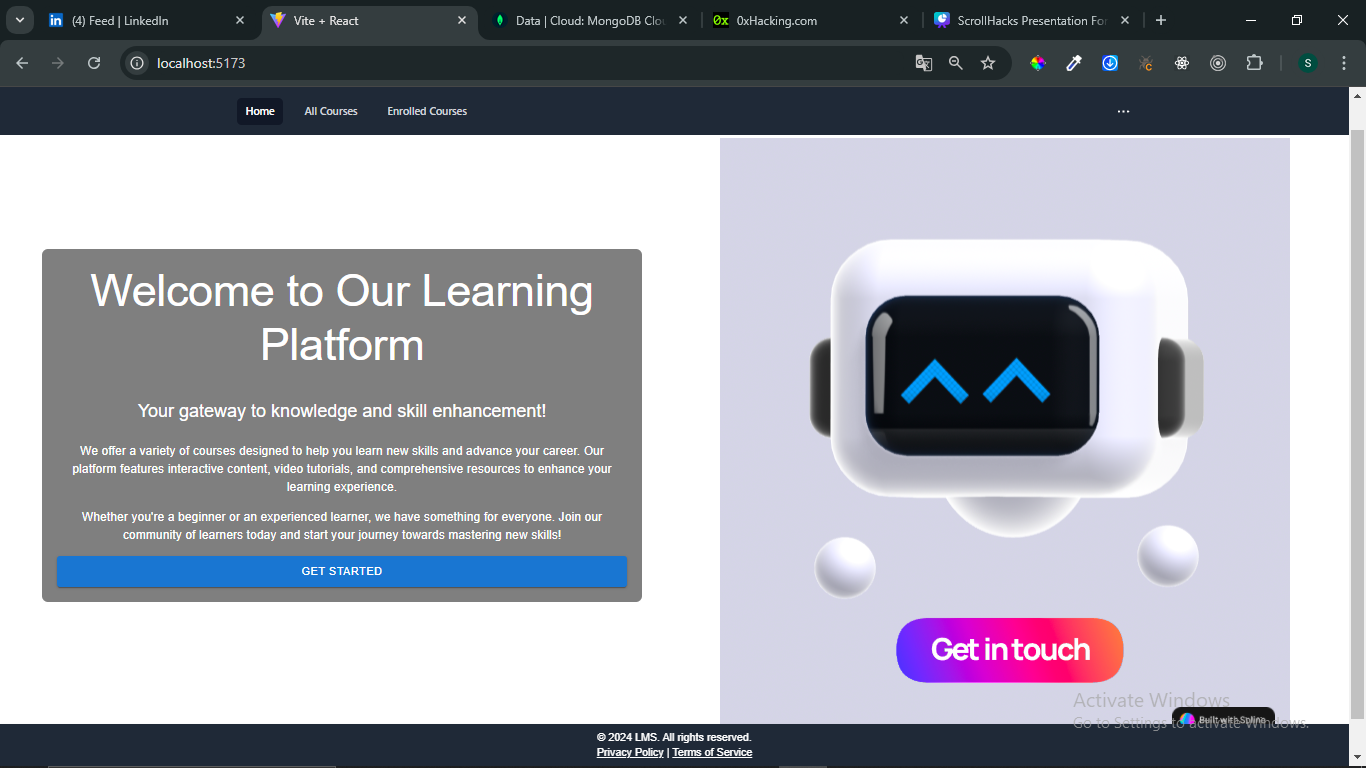 (4) Feed | LinkedIn
Vite + React
Data | Cloud: MongoDB Clou
0xHacking.com
ScrollHacks Presentation For
localhost:5173
S
Home
All Courses
Enrolled Courses
...
Welcome to Our Learning
Platform
Your gateway to knowledge and skill enhancement!
We offer a variety of courses designed to help you learn new skills and advance your career. Our
platform features interactive content, video tutorials, and comprehensive resources to enhance your
learning experience.
Whether you're a beginner or an experienced learner, we have something for everyone. Join our
community of learners today and start your journey towards mastering new skills!
GET STARTED
Get in touch
Activate Windows
Go to Settings to activate Windows.
Built with Spline
© 2024 LMS. All rights reserved.
Privacy Policy | Terms of Service